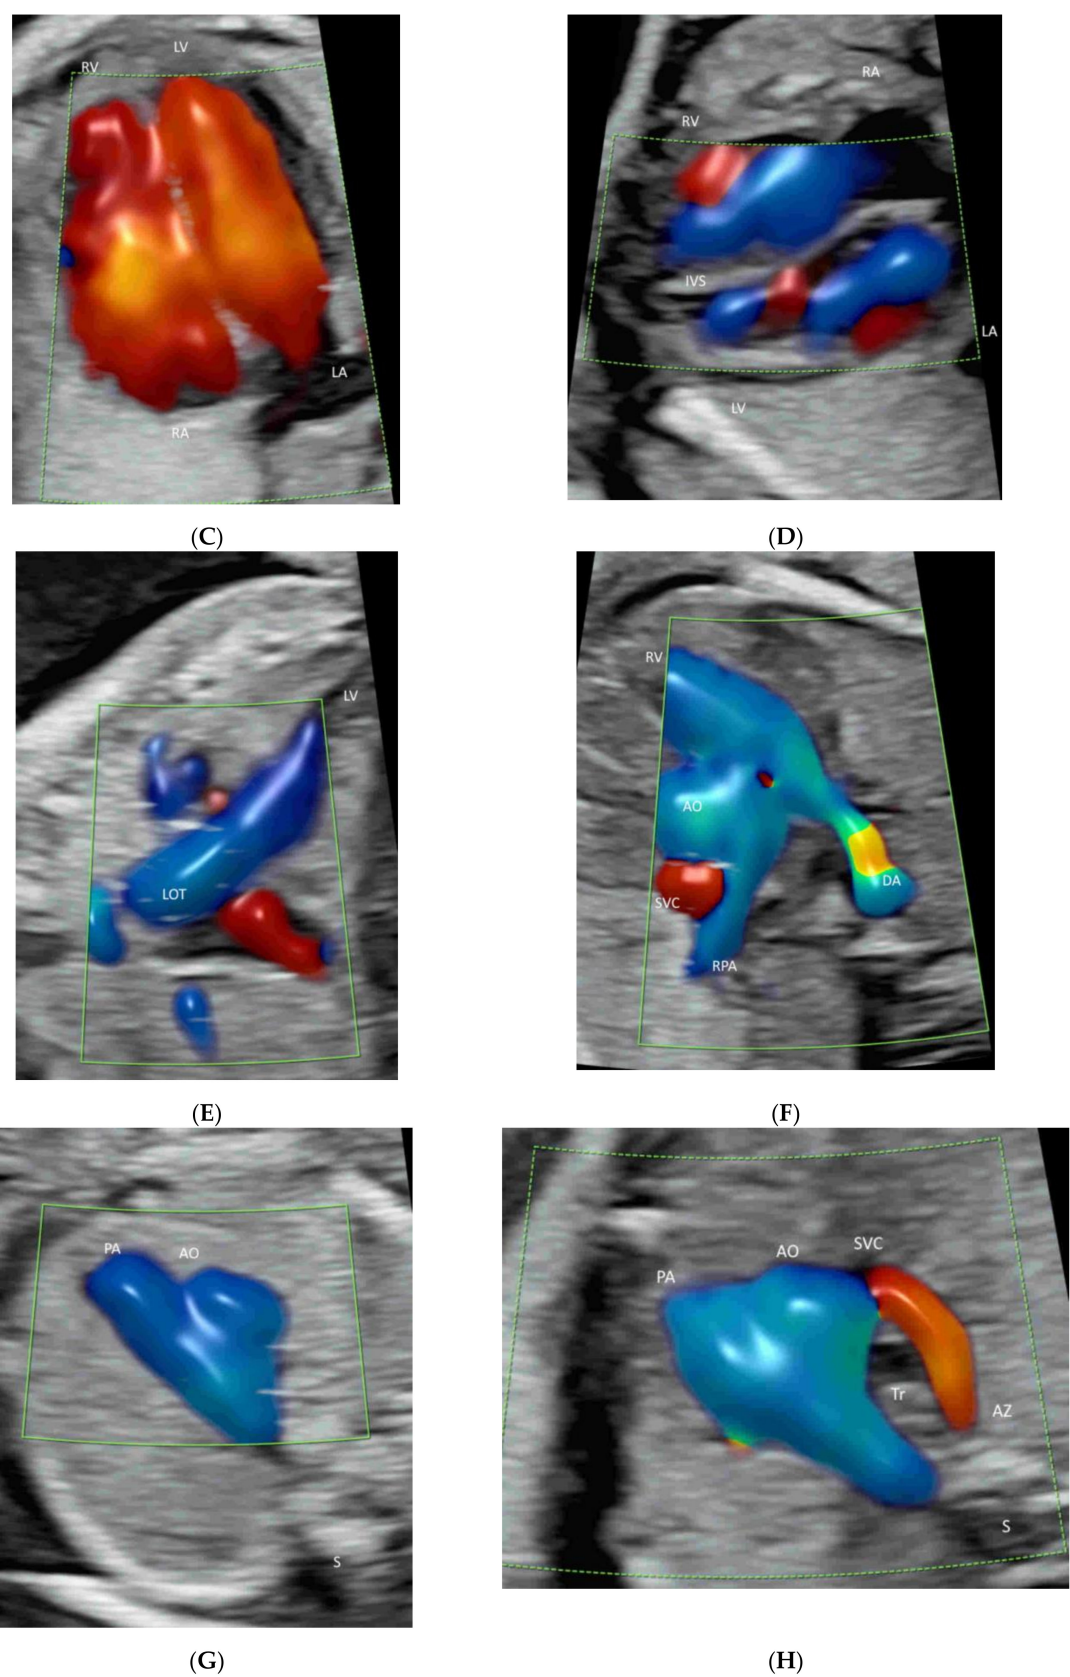 LV
RV
RA
LA
(C)
RA
RV
IVS
LA
LV
(D)
LV
LOT
(E)
RV
AO
DA
SVC
RPA
(F)
PA AO
S
(G)
SVC
AO
PA
Tr
AZ
S
(H)